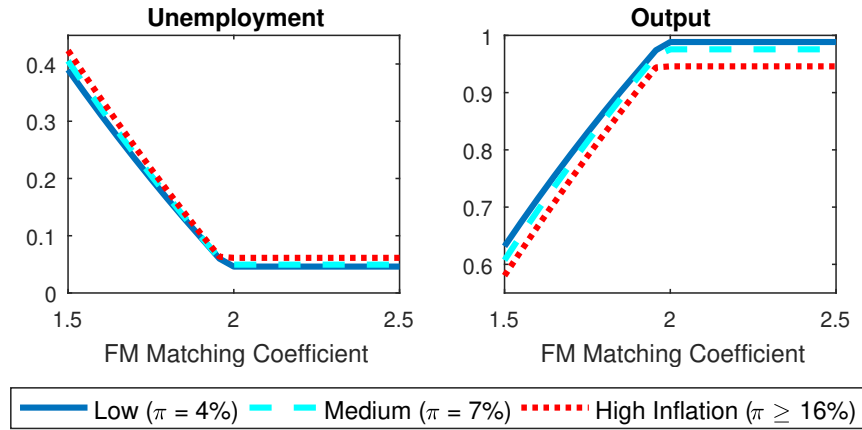 Unemployment
0.4
0.3
0.2
0.1
0
1.5 2 2.5
FM Matching Coefficient
Output
1
0.9
0.8
0.7
0.6
1.5 2 2.5
FM Matching Coefficient
Low (π = 4%) Medium (π = 7%) High Inflation (π ≥ 16%)